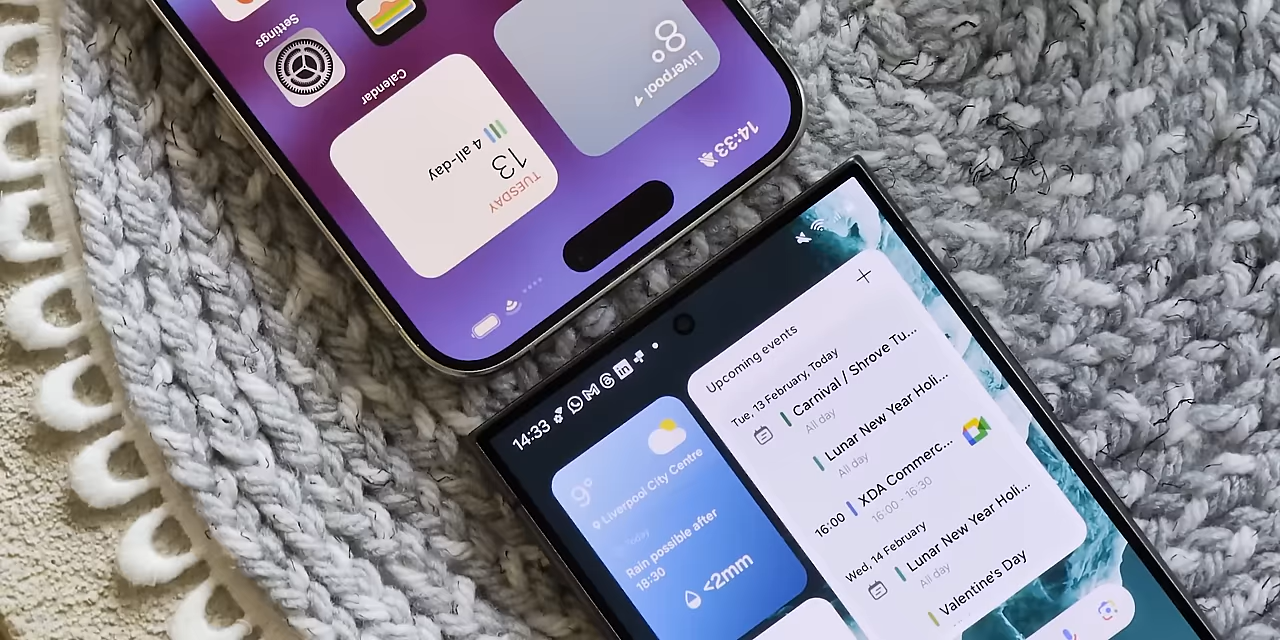 Settings
Calendar
TUESDAY
13
4 all-day
Liverpool
8°
14:33
14:33
in
9°
Liverpool City Centre
Today
Rain possible after
18:30
<2mm
Upcoming events
Tue, 13 February, Today
Carnival / Shrove Tu...
All day
Lunar New Year Holi...
All day
16:00
XDA Commerc...
16:00 - 16:30
Wed, 14 February
Lunar New Year Holi...
All day
Valentine's Day